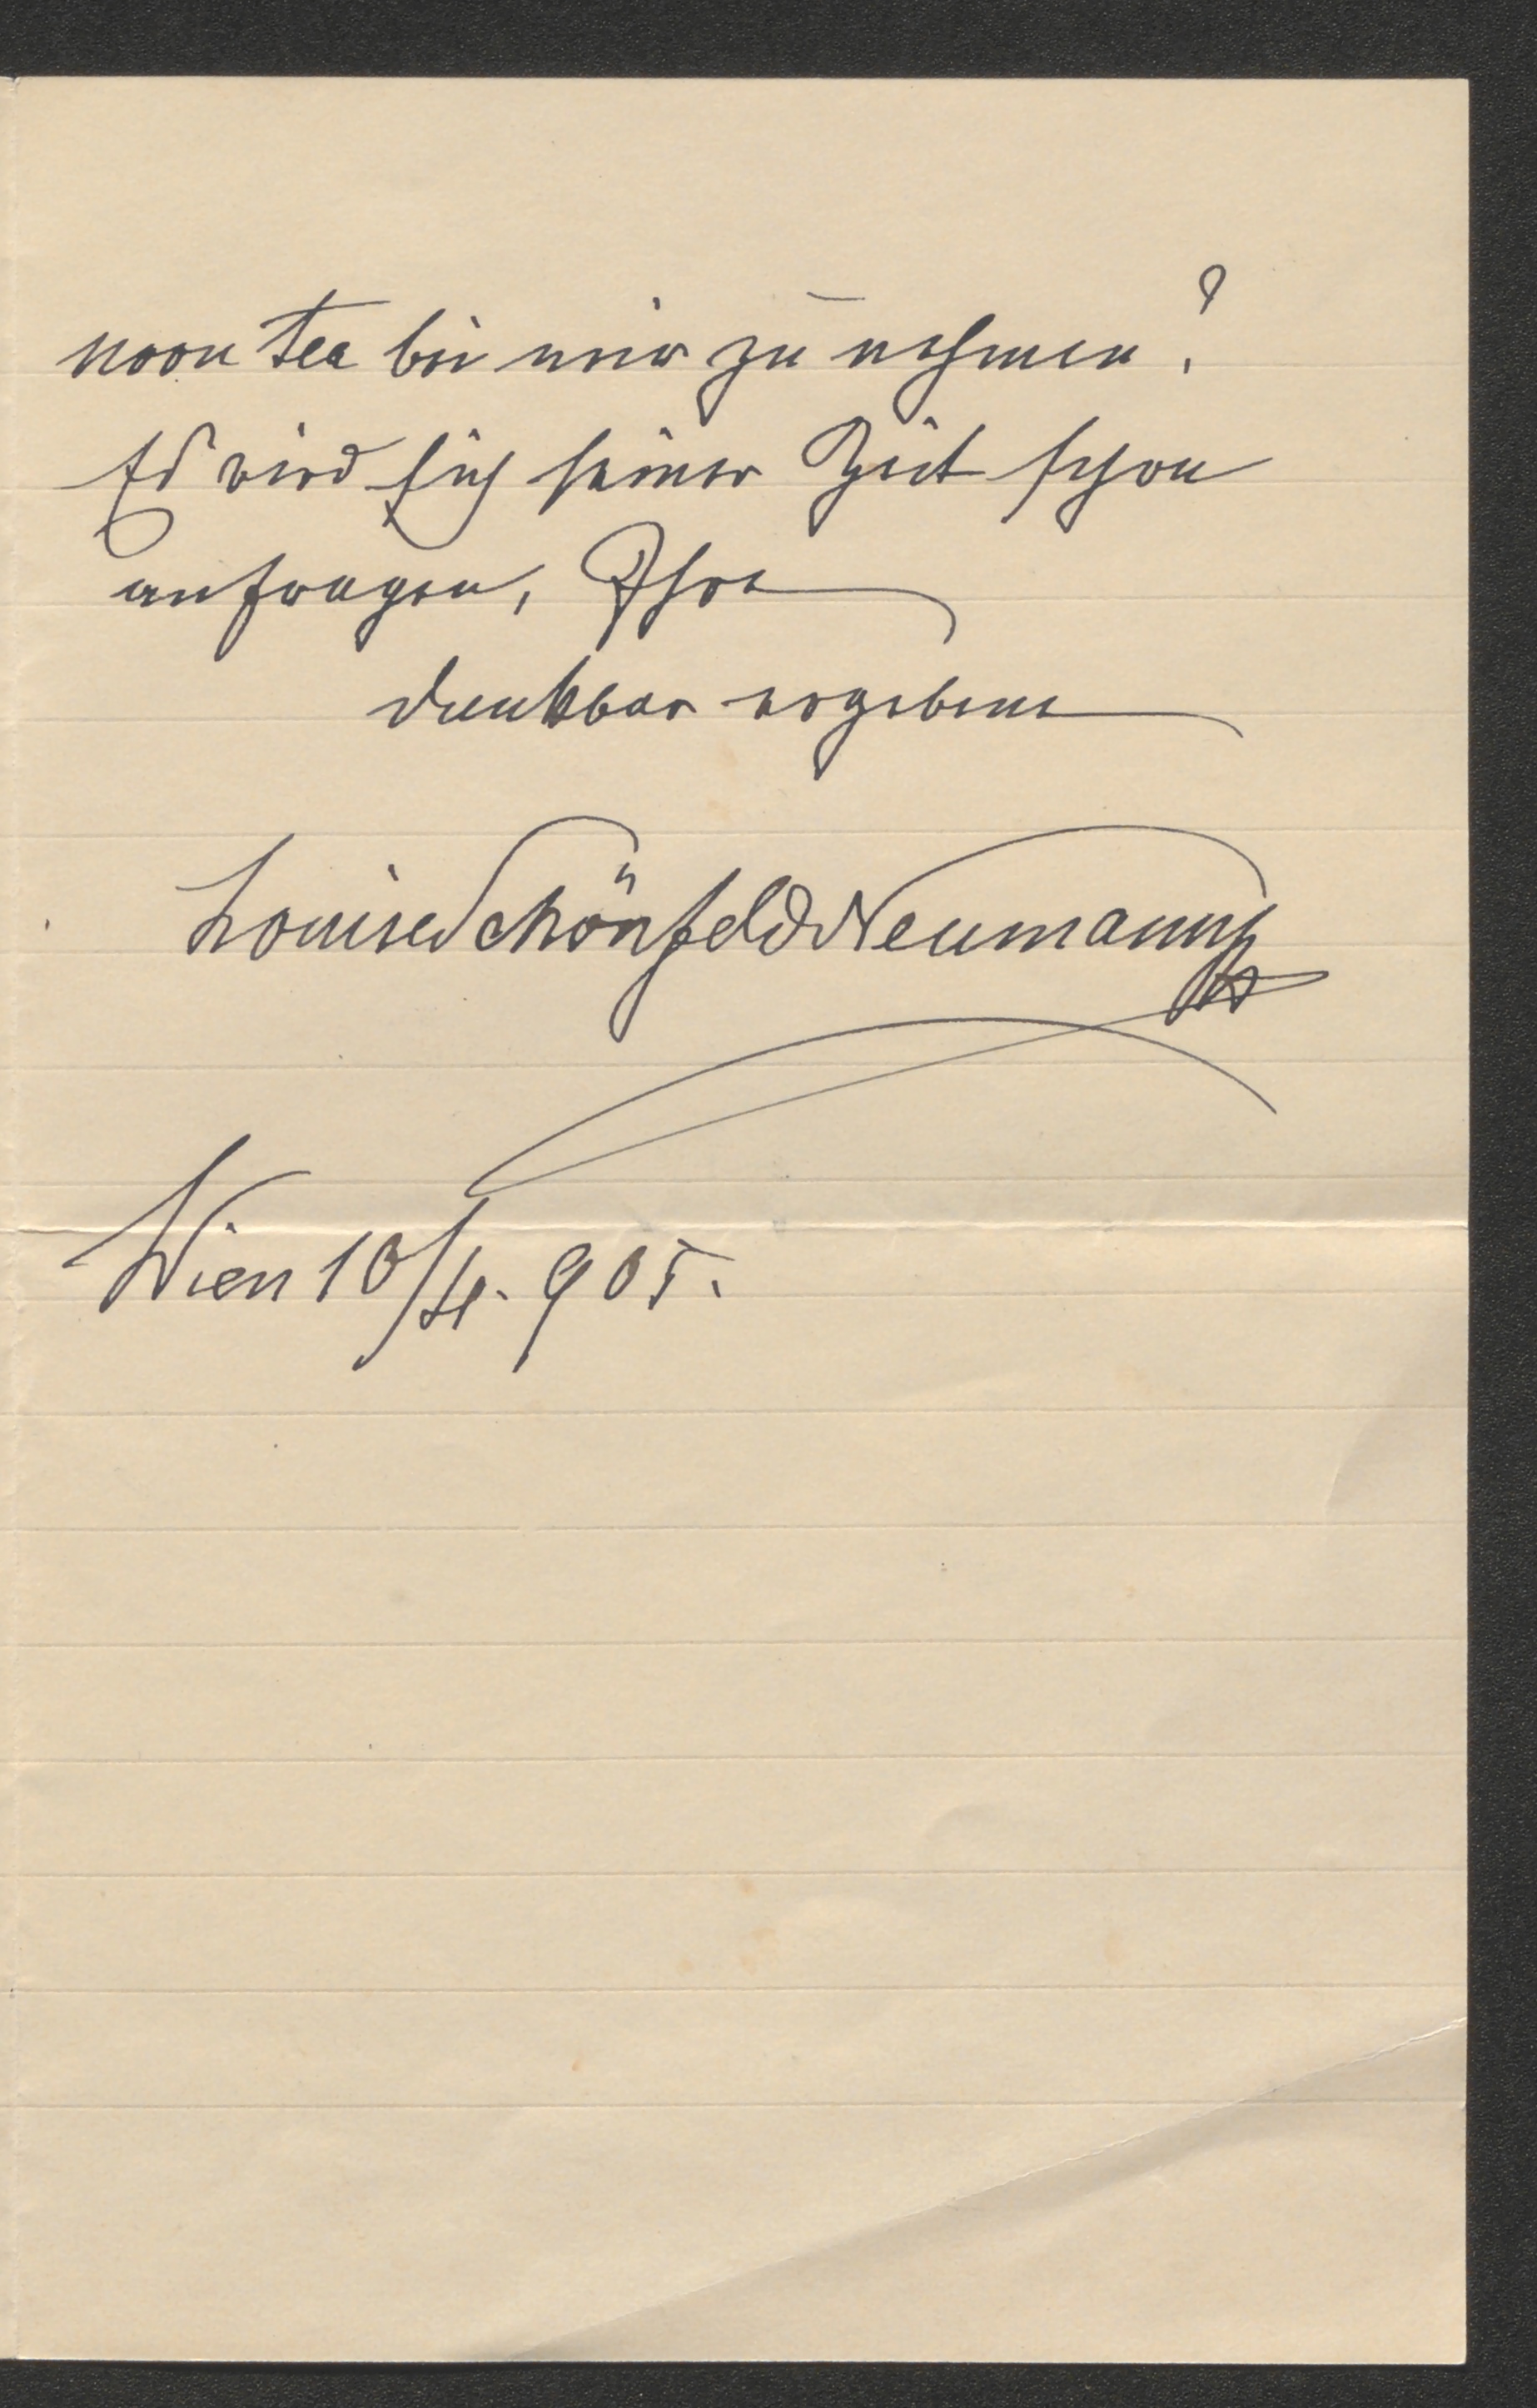 noon tea bei mir zu nehmen?
Es wird sich seiner Zeit schon
anfragen, Ihre
dankbar ergebene
Louise Schönfeld Neumann
Wien 10/4. 905.